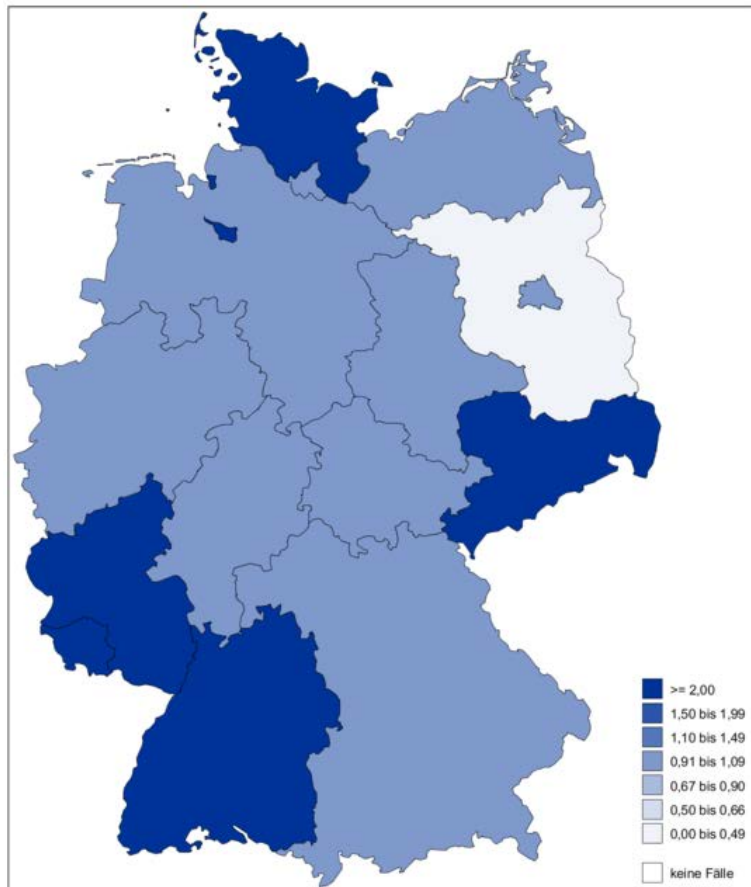 >= 2,00
1,50 bis 1,99
1,10 bis 1,49
0,91 bis 1,09
0,67 bis 0,90
0,50 bis 0,66
0,00 bis 0,49
keine Fälle